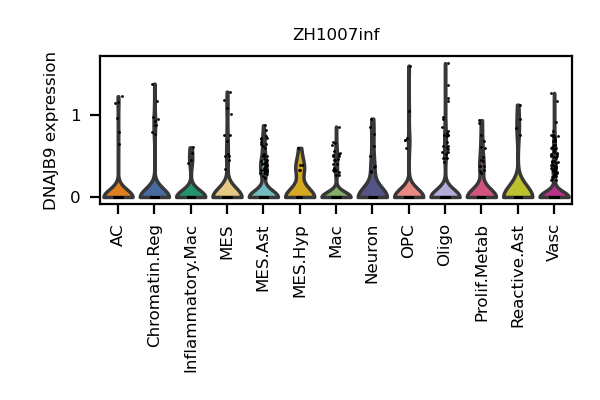 ZH1007inf
DNAJB9 expression
1
0
AC
Chromatin.Reg
Inflammatory.Mac
MES
MES.Ast
MES.Hyp
Mac
Neuron
OPC
Oligo
Prolif.Metab
Reactive.Ast
Vasc